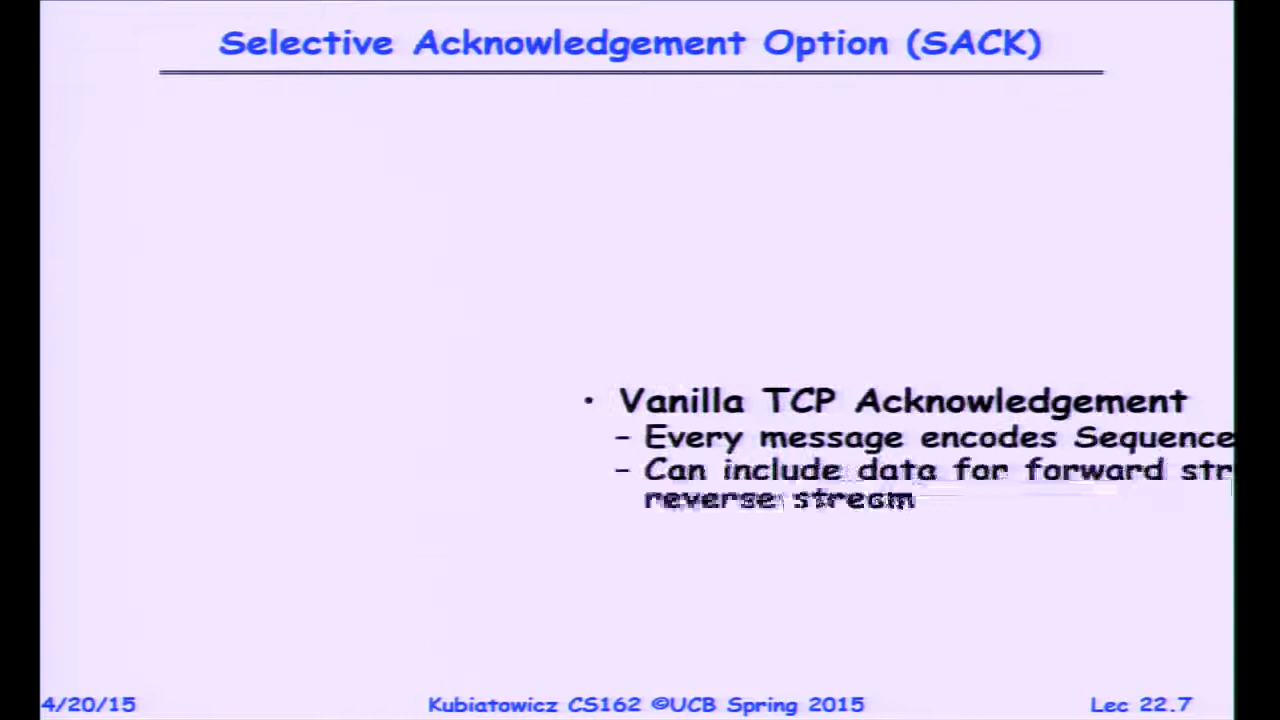 Selective Acknowledgement Option (SACK)
• Vanilla TCP Acknowledgement
– Every message encodes Sequence
– Can include data for forward str
reverse stream
4/20/15
Kubiatowicz CS162 ©UCB Spring 2015
Lec 22.7